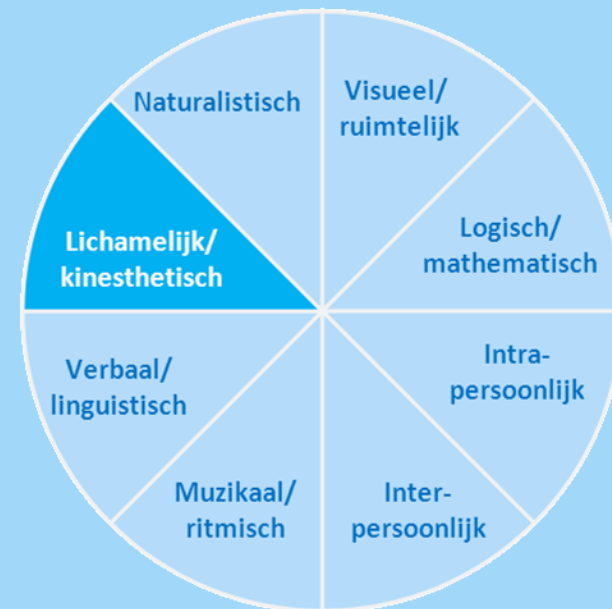 Naturalistisch
Visueel/
ruimtelijk
Logisch/
mathematisch
Intra-
persoonlijk
Inter-
persoonlijk
Muzikaal/
ritmisch
Verbaal/
linguistisch
Lichamelijk/
kinesthetisch